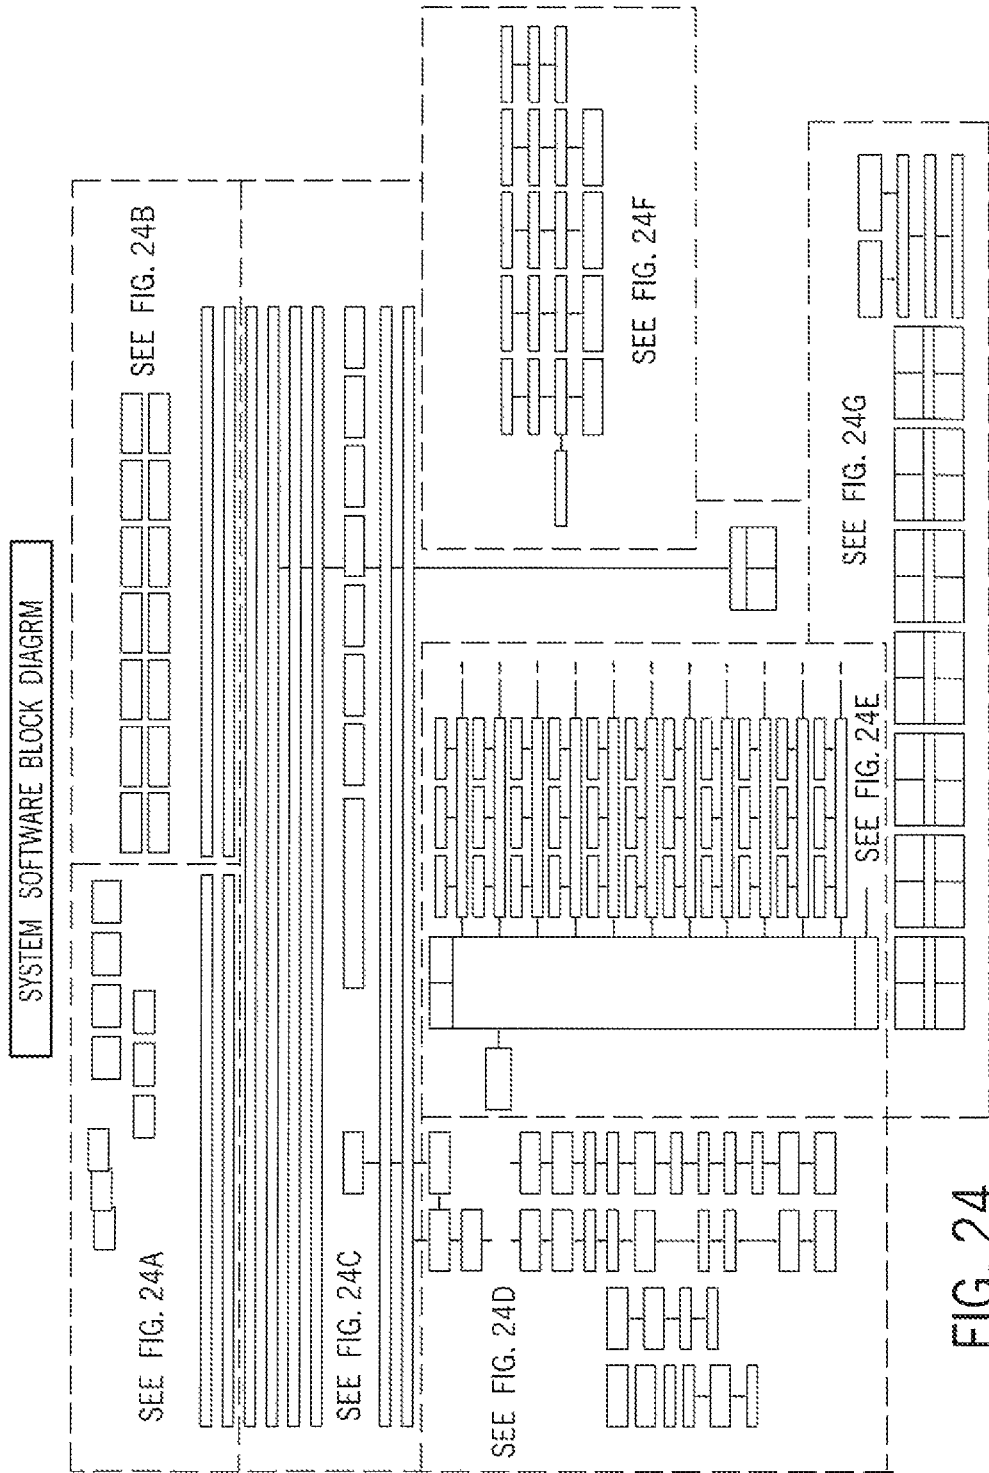 SYSTEM SOFTWARE BLOCK DIAGRM
SEE FIG. 24A
SEE FIG. 24B
SEE FIG. 24C
SEE FIG. 24D
SEE FIG. 24E
SEE FIG. 24F
SEE FIG. 24G
FIG. 24